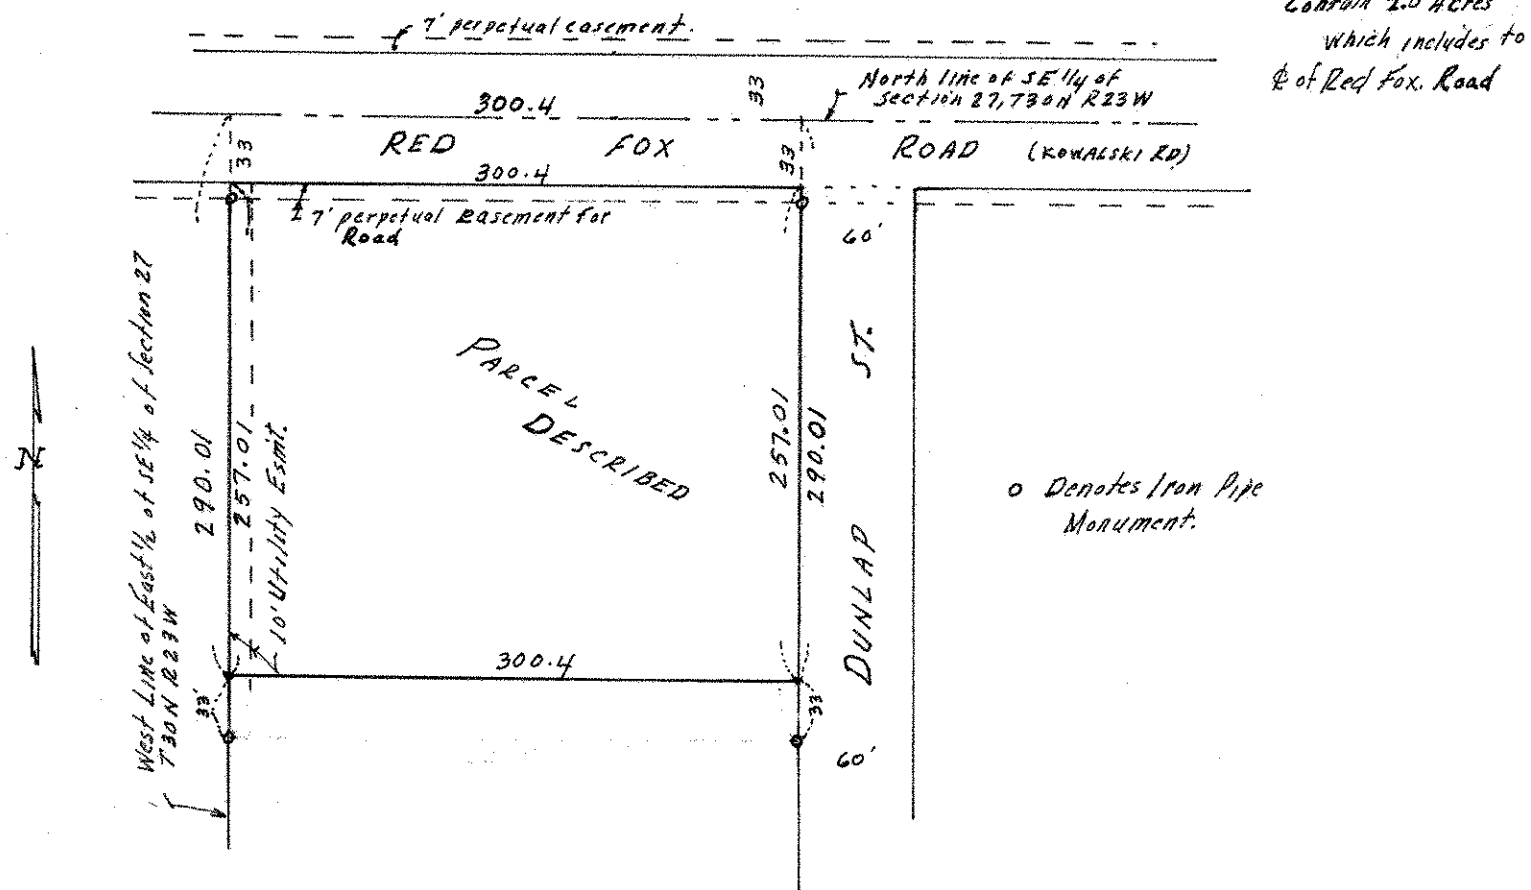 Contain 2.0 Acres
which includes to
℄ of Red Fox. Road
7' perpetual easement.
North line of SE 1/4 of
section 27, T30N R23W
33
300.4
33
33
RED FOX ROAD (KOWALSKI RD)
300.4
7' perpetual Easement for
Road
60'
West Line of East 1/2 of SE 1/4 of Section 27
T30N R23W
290.01
257.01
10' Utility Esmt.
PARCEL
DESCRIBED
257.01
290.01
DUNLAP ST.
N
o Denotes Iron Pipe
Monument.
300.4
33'
33'
60'